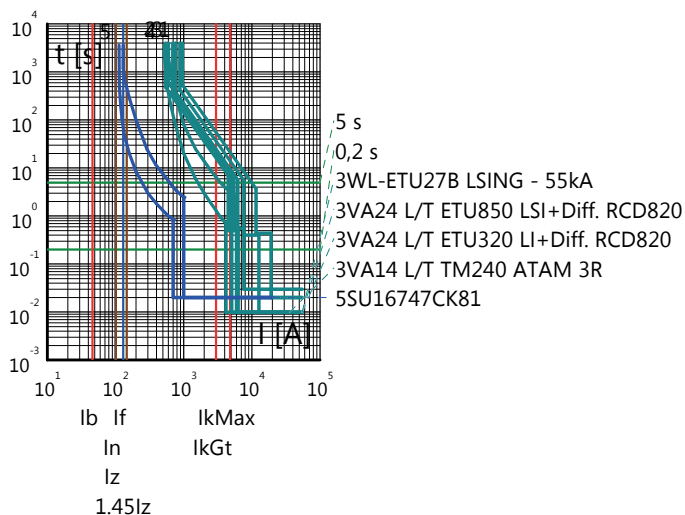 10^4
5
t [s]
10^3
10^2
10^1
10^0
10^-1
10^-2
10^-3
5 s
0,2 s
3WL-ETU27B LSING - 55kA
3VA24 L/T ETU850 LSI+Diff. RCD820
3VA24 L/T ETU320 LI+Diff. RCD820
3VA14 L/T TM240 ATAM 3R
5SU16747CK81
I [A]
10^1 10^2 10^3 10^4 10^5
Ib If IkMax
In IkGt
Iz
1.45Iz